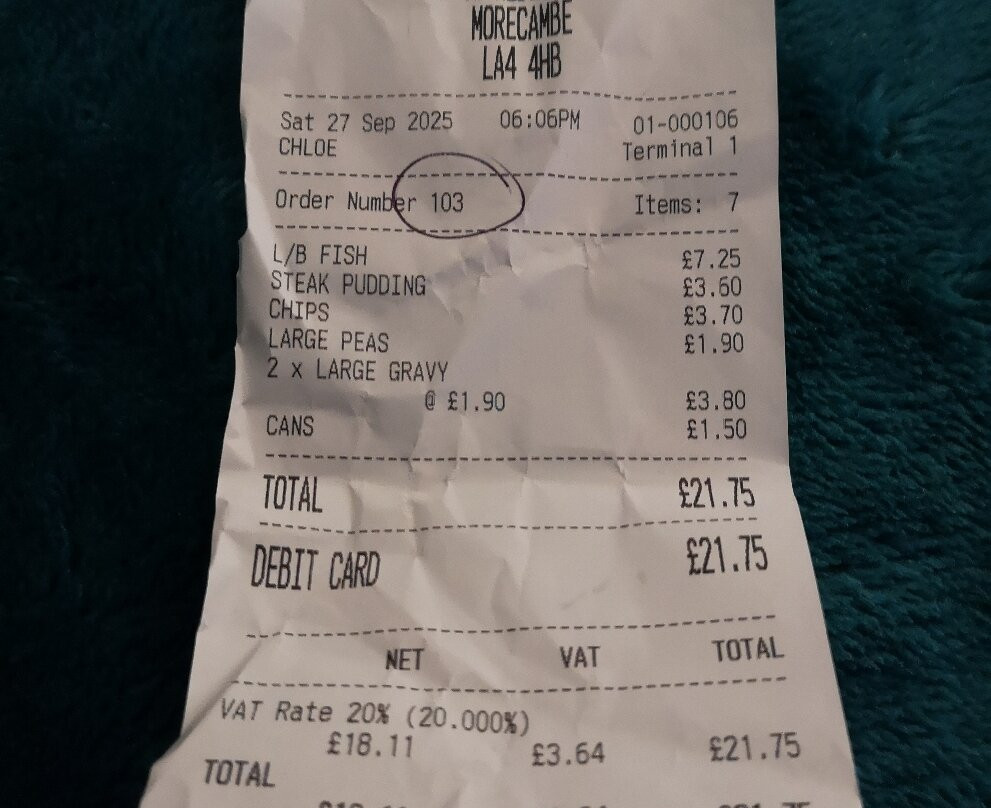 MORECAMBE
LA4 4HB
Sat 27 Sep 2025 06:06PM 01-000106
CHLOE Terminal 1
Order Number 103 Items: 7
L/B FISH £7.25
STEAK PUDDING £3.60
CHIPS £3.70
LARGE PEAS £1.90
2 x LARGE GRAVY
@ £1.90 £3.80
CANS £1.50
TOTAL £21.75
DEBIT CARD £21.75
NET VAT TOTAL
VAT Rate 20% (20.000%)
£18.11 £3.64 £21.75
TOTAL